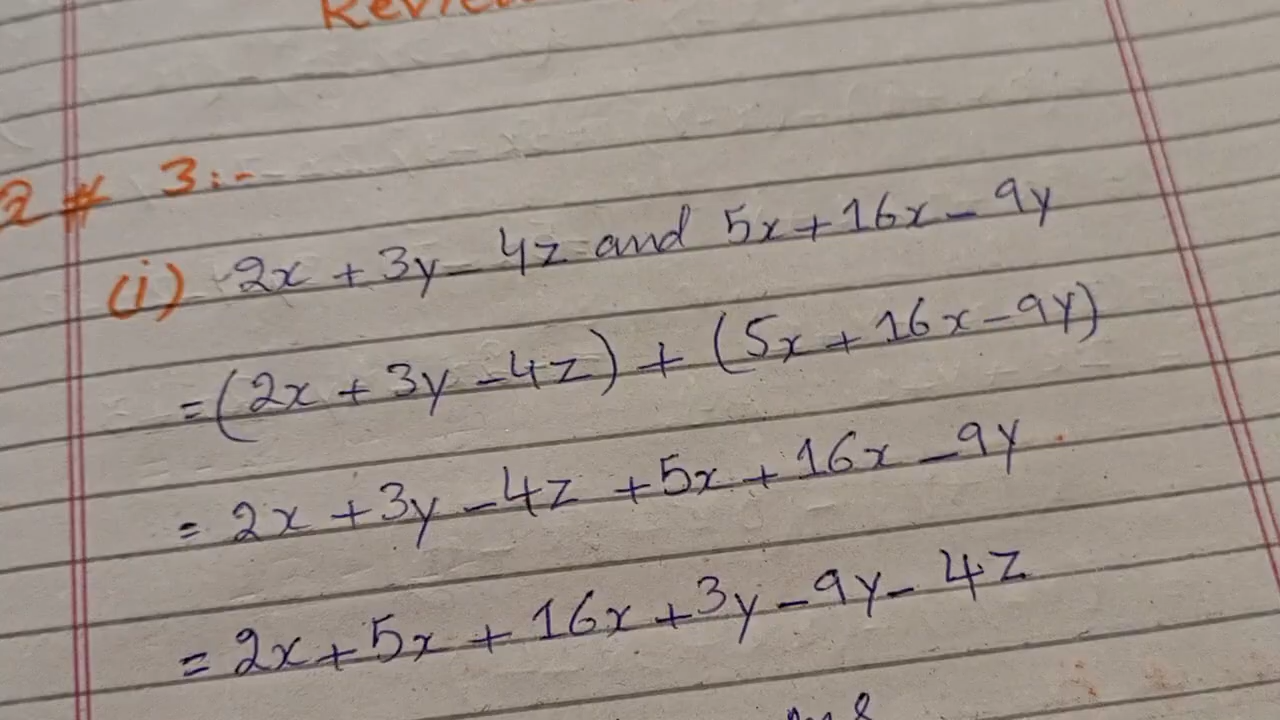 2 # 3:-
(i) 2x + 3y - 4z and 5x + 16x - 9y
= (2x + 3y - 4z) + (5x + 16x - 9y)
= 2x + 3y - 4z + 5x + 16x - 9y
= 2x + 5x + 16x + 3y - 9y - 4z